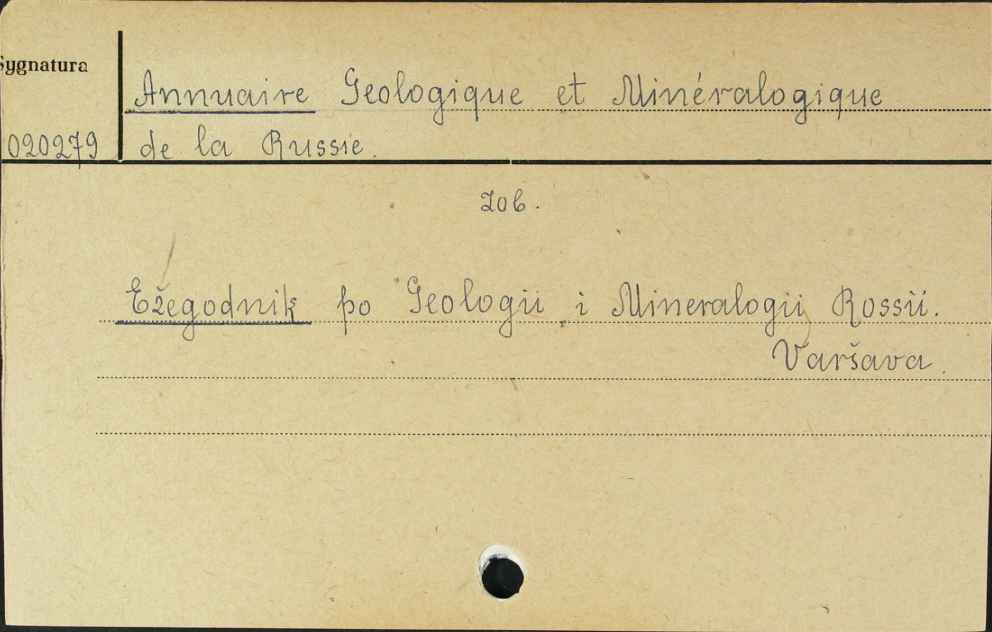 Sygnatura
Annuaire Geologique et Minéralogique
020279 de la Russie.
zob.
Ežegodnik po Geologii i Mineralogii Rossii.
Varšava.